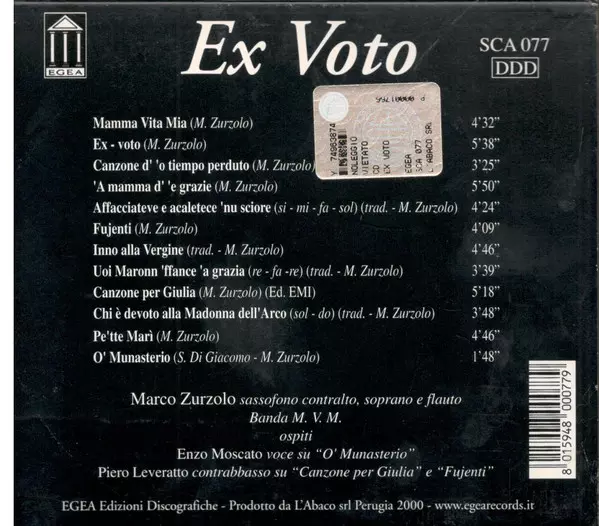 EGEA
Ex Voto
SCA 077
DDD
P 0000 1766
Y 74963874
NOLEGGIO
VIETATO
CD
EX VOTO
EGEA
SCA 077
L'ABACO SRL
Mamma Vita Mia (M. Zurzolo) 4'32”
Ex - voto (M. Zurzolo) 5'38”
Canzone d' 'o tiempo perduto (M. Zurzolo) 3'25”
'A mamma d' 'e grazie (M. Zurzolo) 5'50”
Affacciateve e acaletece 'nu sciore (si - mi - fa - sol) (trad. - M. Zurzolo) 4'24”
Fujenti (M. Zurzolo) 4'09”
Inno alla Vergine (trad. - M. Zurzolo) 4'46”
Uoi Maronn 'ffance 'a grazia (re - fa - re) (trad. - M. Zurzolo) 3'39”
Canzone per Giulia (M. Zurzolo) (Ed. EMI) 5'18”
Chi è devoto alla Madonna dell'Arco (sol - do) (trad. - M. Zurzolo) 3'48”
Pe'tte Marì (M. Zurzolo) 4'46”
O' Munasterio (S. Di Giacomo - M. Zurzolo) 1'48”
Marco Zurzolo sassofono contralto, soprano e flauto
Banda M. V. M.
ospiti
Enzo Moscato voce su “O' Munasterio”
Piero Leveratto contrabbasso su “Canzone per Giulia” e “Fujenti”
8 015948 000779
EGEA Edizioni Discografiche - Prodotto da L'Abaco srl Perugia 2000 - www.egearecords.it